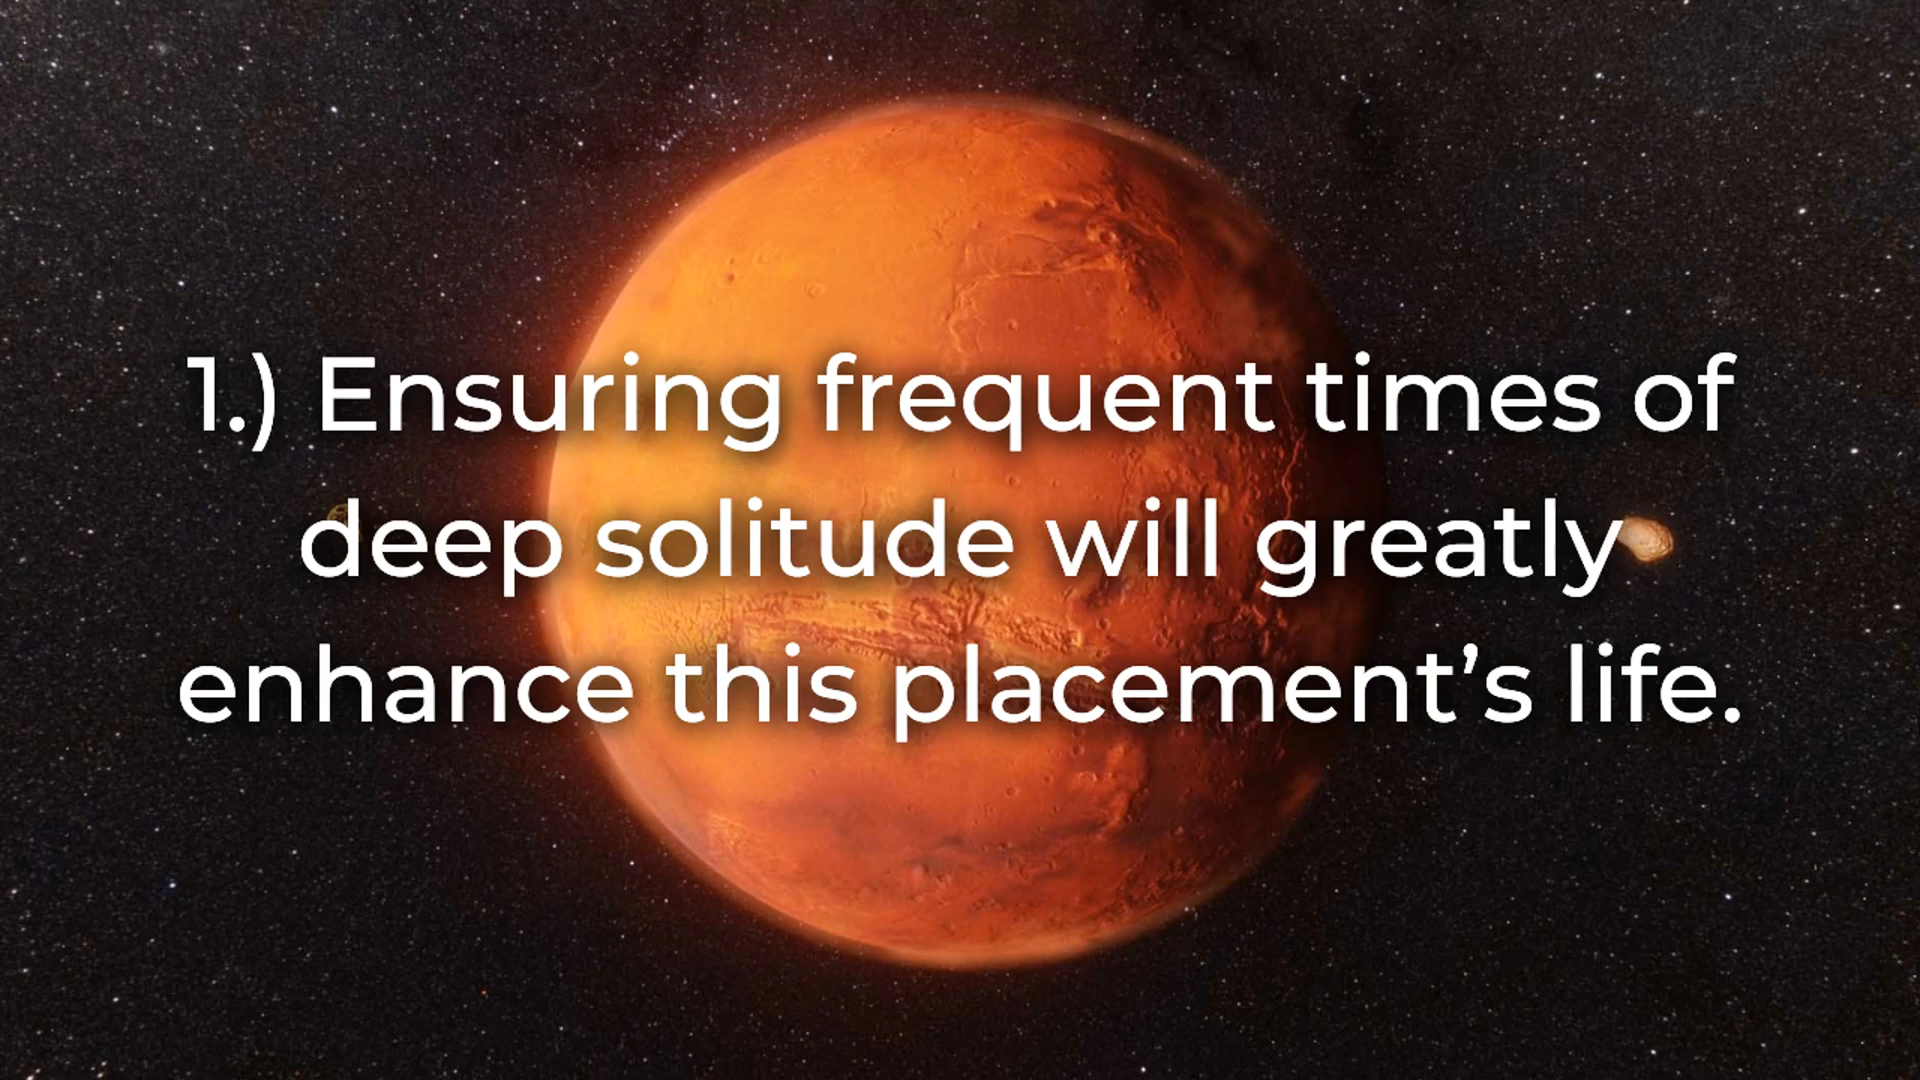 1.) Ensuring frequent times of
deep solitude will greatly
enhance this placement’s life.